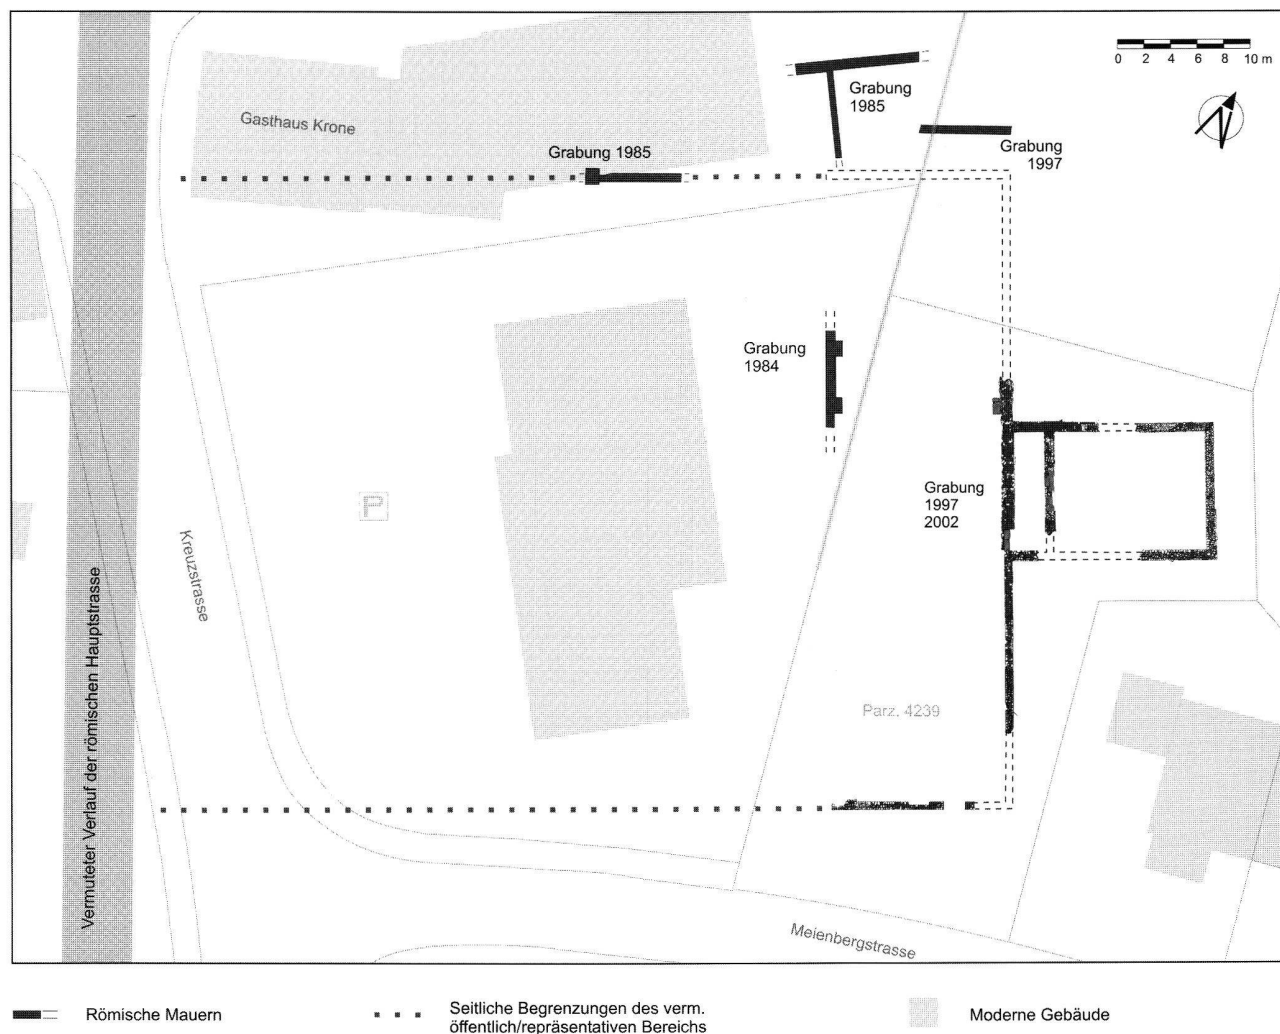 0 2 4 6 8 10 m
Grabung
1985
Gasthaus Krone
Grabung 1985
Grabung
1997
Grabung
1984
Grabung
1997
2002
P
Kreuzstrasse
Vermuteter Verlauf der römischen Hauptstrasse
Parz. 4239
Meienbergstrasse
Römische Mauern
Seitliche Begrenzungen des verm.
öffentlich/repräsentativen Bereichs
Moderne Gebäude